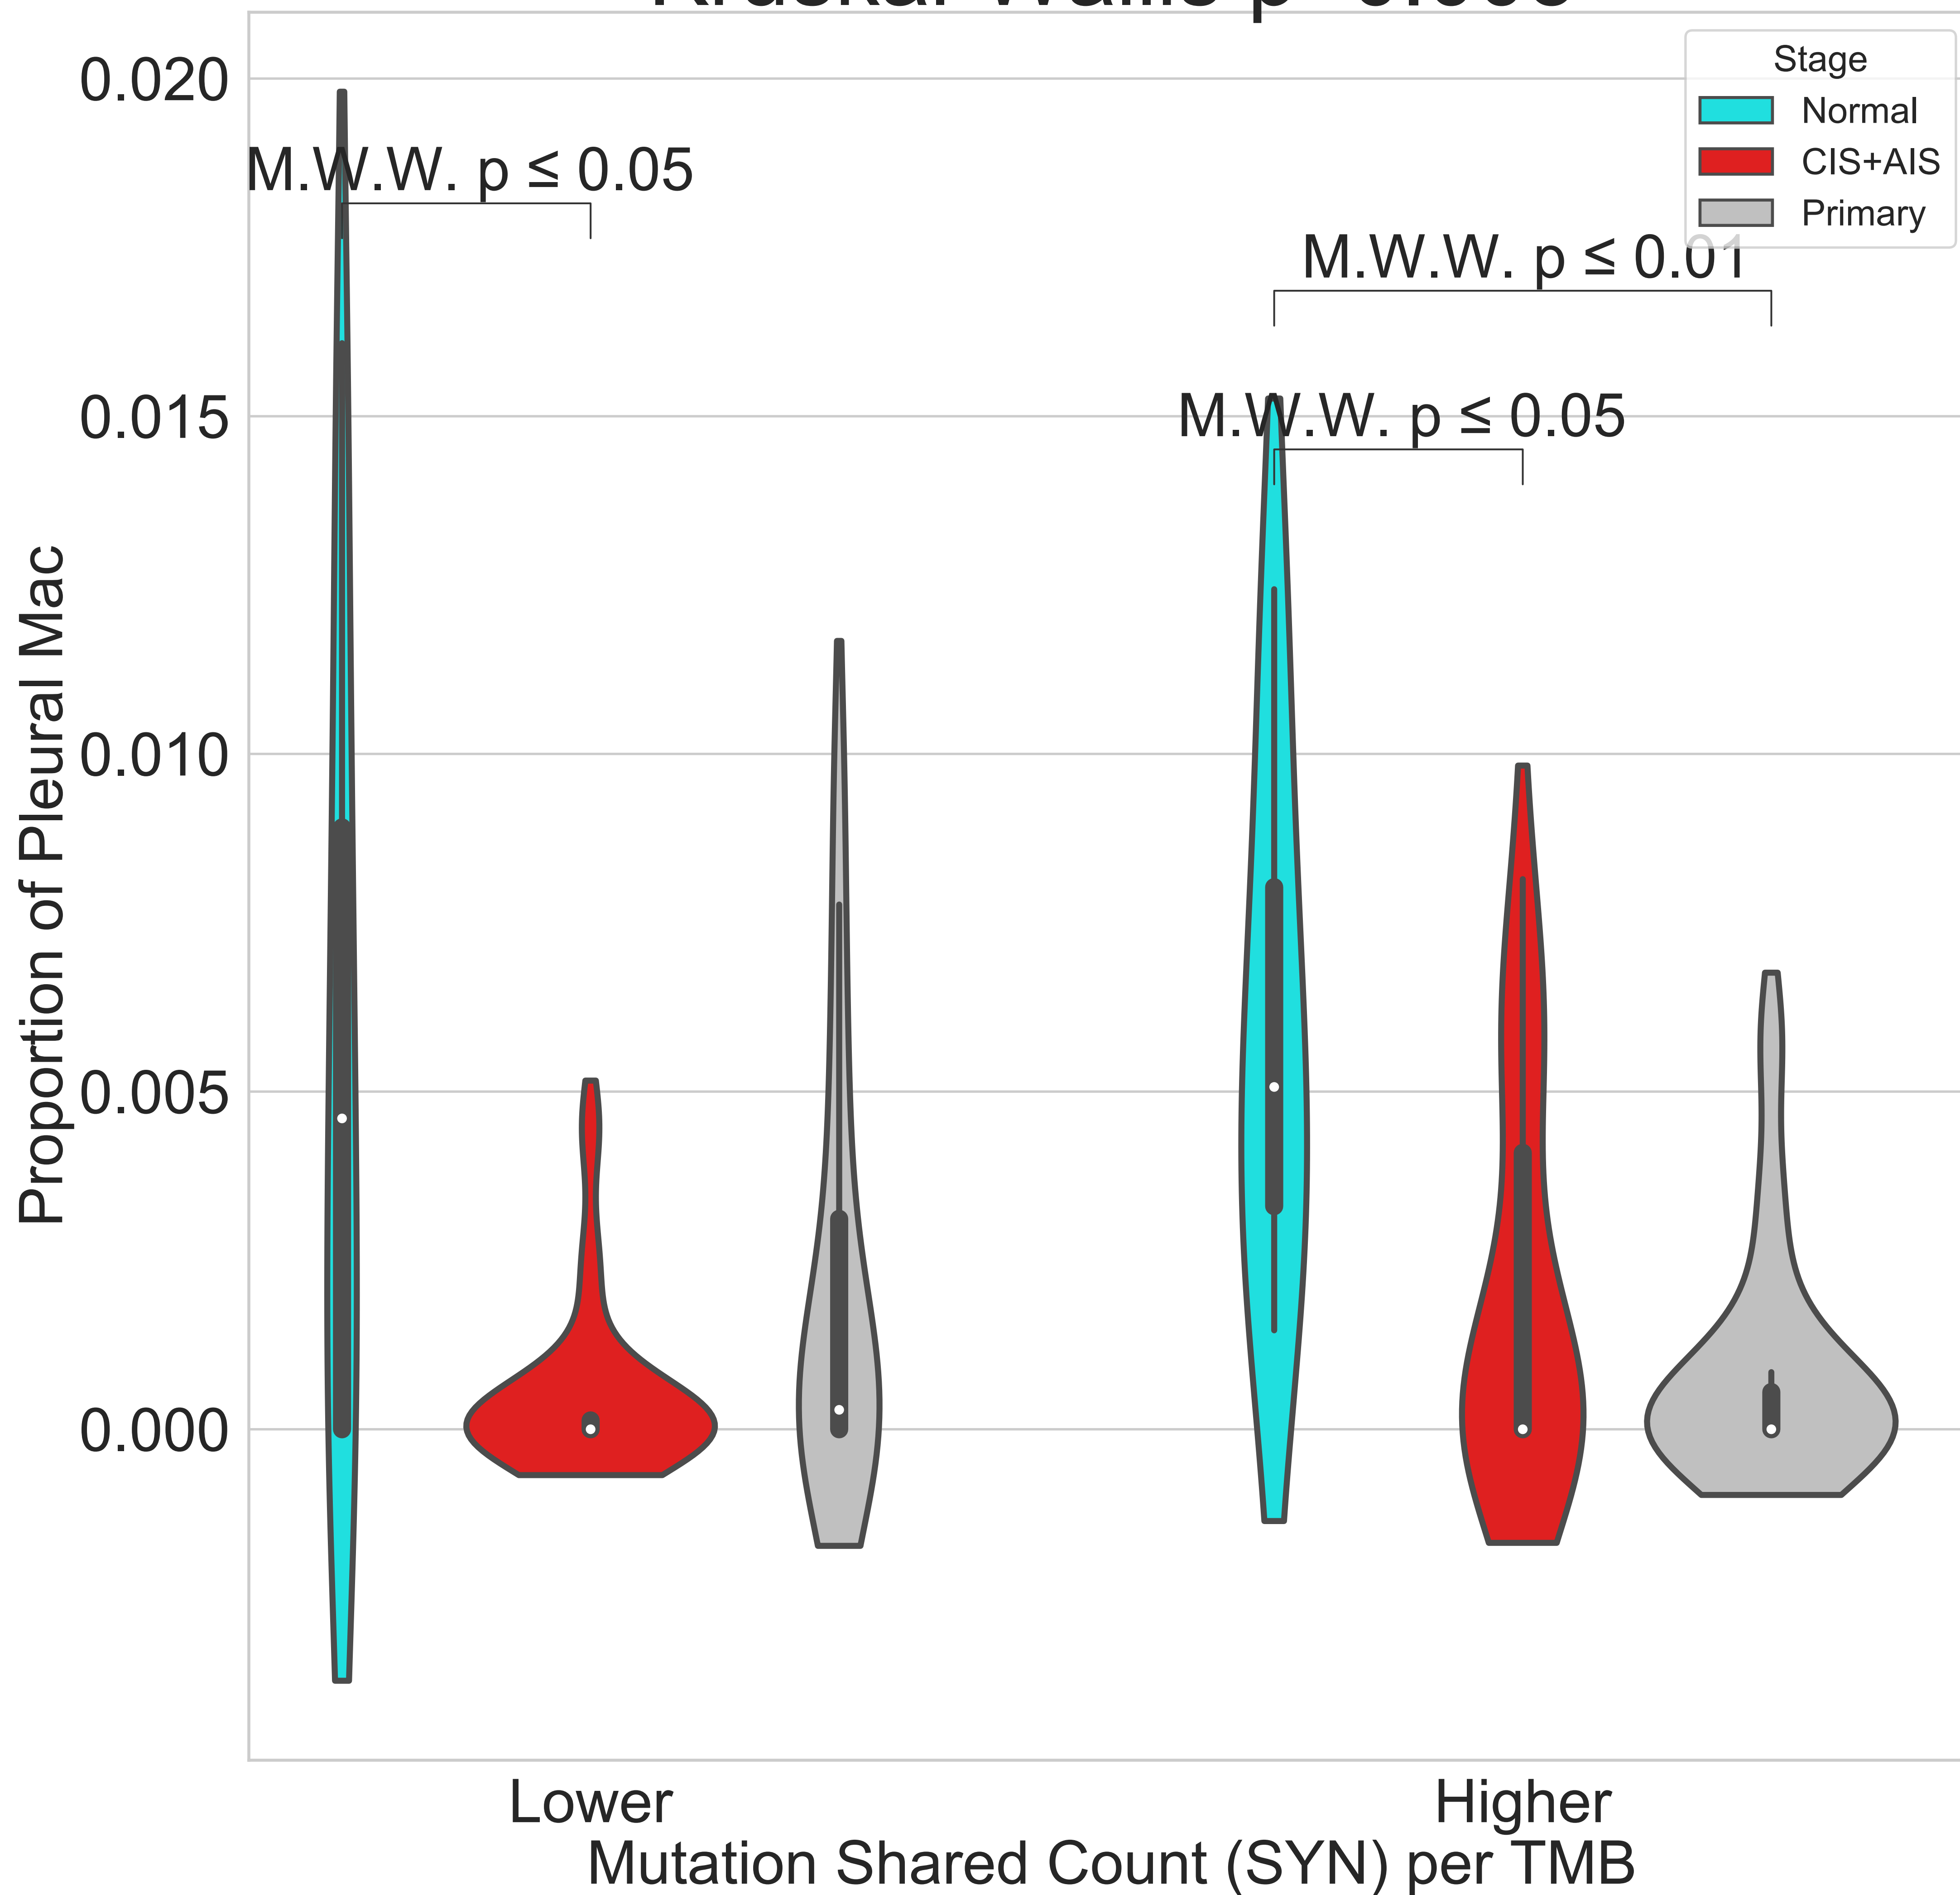 Stage
Normal
CIS+AIS
Primary
0.020
M.W.W. p ≤ 0.05
M.W.W. p ≤ 0.01
0.015
M.W.W. p ≤ 0.05
0.010
0.005
0.000
Proportion of Pleural Mac
Lower
Higher
Mutation Shared Count (SYN) per TMB